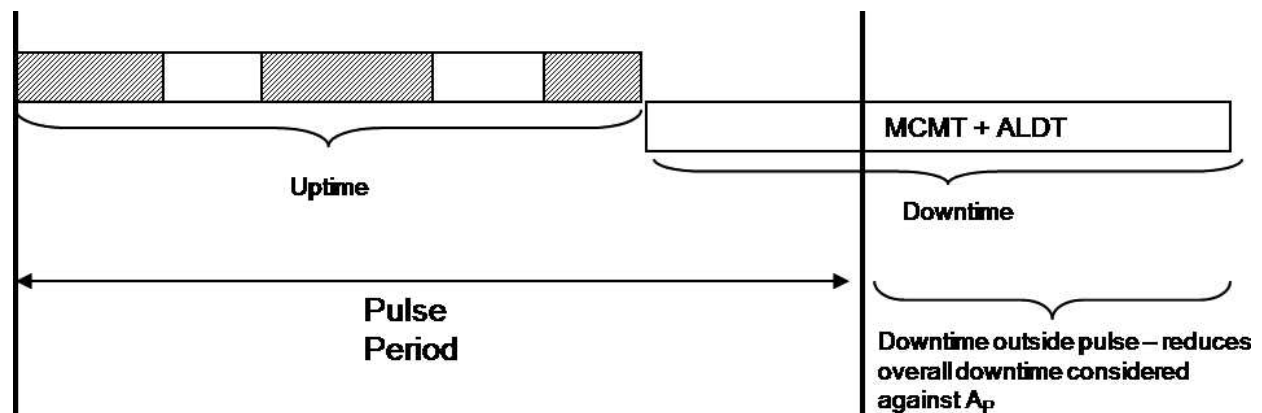 MCMT + ALDT
Uptime
Downtime
Pulse
Period
Downtime outside pulse – reduces
overall downtime considered
against AP